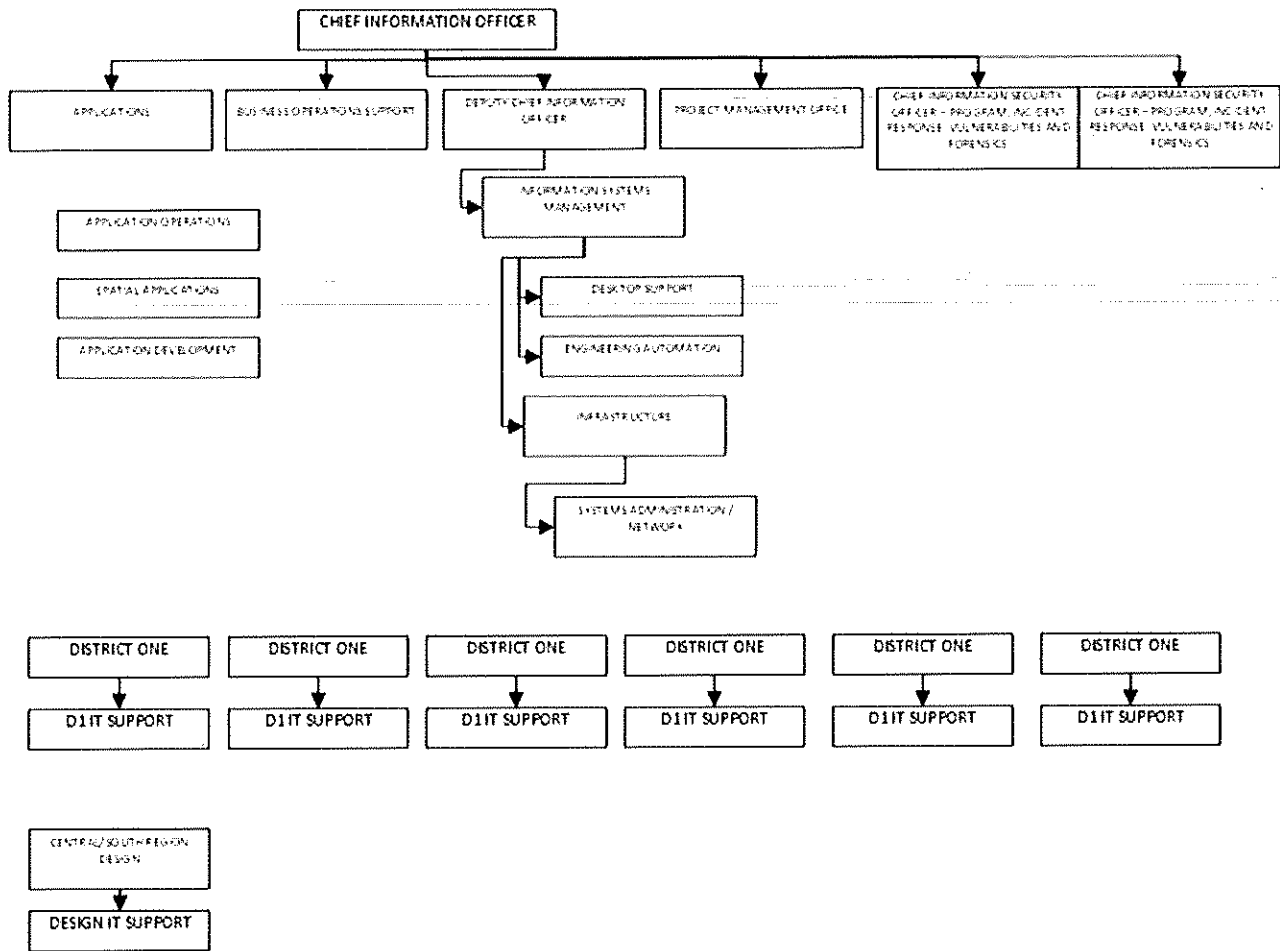 CHIEF INFORMATION OFFICER
APPLICATIONS
BUSINESS OPERATIONS SUPPORT
DEPUTY CHIEF INFORMATION
OFFICER
PROJECT MANAGEMENT OFFICE
CHIEF INFORMATION SECURITY
OFFICER – PROGRAM, INCIDENT
RESPONSE, VULNERABILITIES AND
FORENSICS
CHIEF INFORMATION SECURITY
OFFICER – PROGRAM, INCIDENT
RESPONSE, VULNERABILITIES AND
FORENSICS
INFORMATION SYSTEMS
MANAGEMENT
APPLICATION OPERATIONS
SPATIAL APPLICATIONS
DESKTOP SUPPORT
APPLICATION DEVELOPMENT
ENGINEERING AUTOMATION
INFRASTRUCTURE
SYSTEMS ADMINISTRATION /
NETWORK
DISTRICT ONE
DISTRICT ONE
DISTRICT ONE
DISTRICT ONE
DISTRICT ONE
DISTRICT ONE
D1 IT SUPPORT
D1 IT SUPPORT
D1 IT SUPPORT
D1 IT SUPPORT
D1 IT SUPPORT
D1 IT SUPPORT
CENTRAL/SOUTH REGION
DESIGN
DESIGN IT SUPPORT